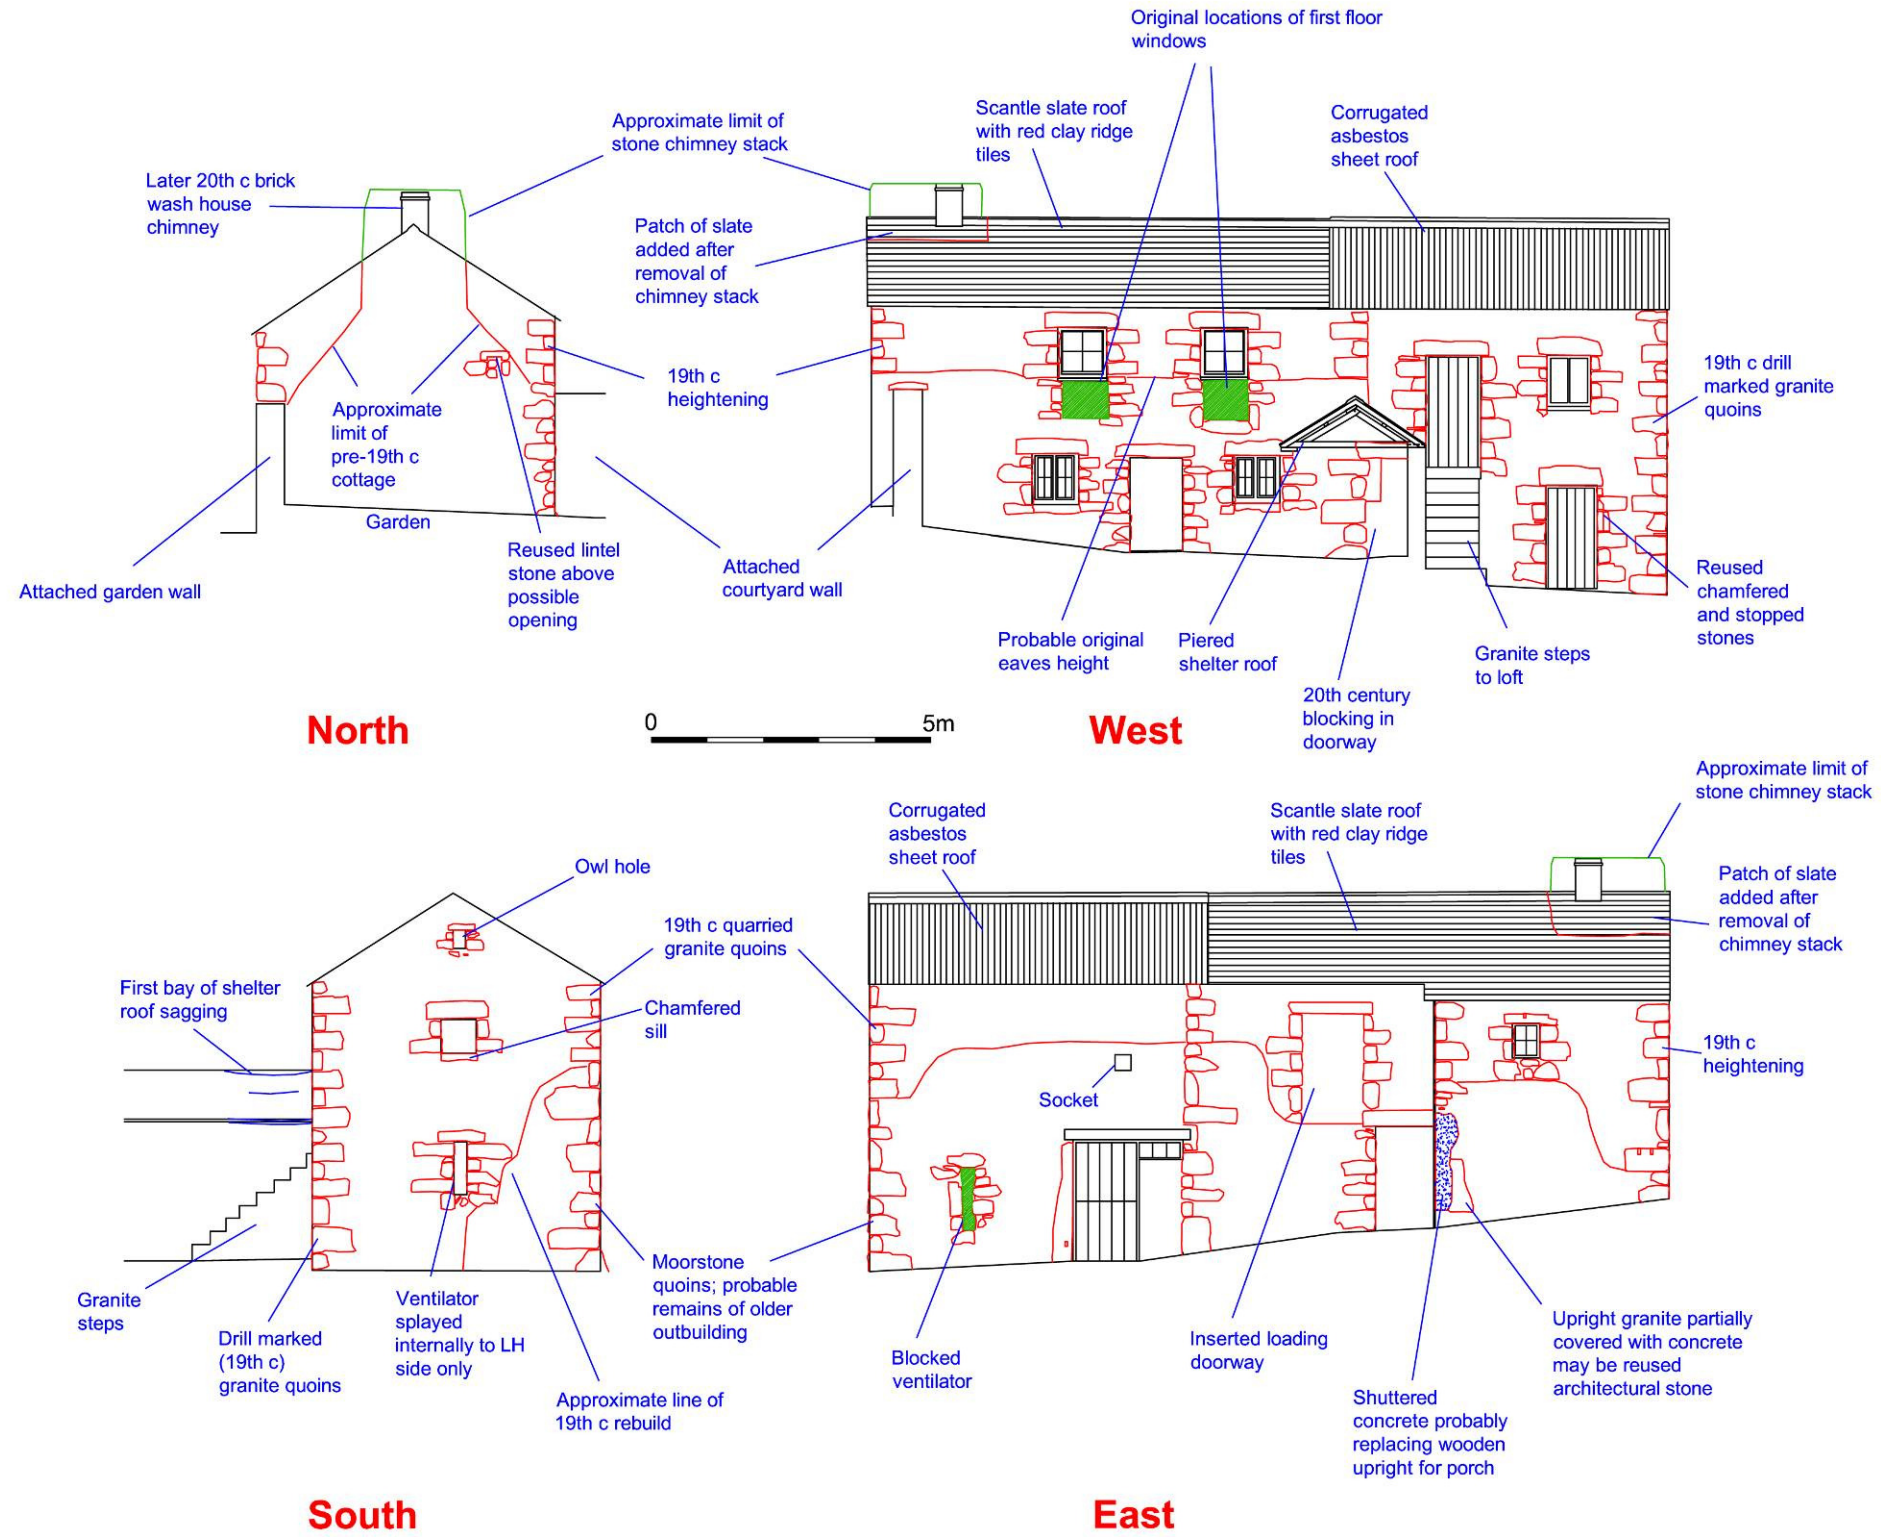 Original locations of first floor
windows
Approximate limit of
stone chimney stack
Scantle slate roof
with red clay ridge
tiles
Corrugated
asbestos
sheet roof
Later 20th c brick
wash house
chimney
Patch of slate
added after
removal of
chimney stack
19th c
heightening
19th c drill
marked granite
quoins
Approximate
limit of
pre-19th c
cottage
Garden
Attached garden wall
Reused lintel
stone above
possible
opening
Attached
courtyard wall
Probable original
eaves height
Piered
shelter roof
20th century
blocking in
doorway
Granite steps
to loft
Reused
chamfered
and stopped
stones
North
0
5m
West
Approximate limit of
stone chimney stack
Corrugated
asbestos
sheet roof
Scantle slate roof
with red clay ridge
tiles
Patch of slate
added after
removal of
chimney stack
Owl hole
19th c quarried
granite quoins
First bay of shelter
roof sagging
Chamfered
sill
19th c
heightening
Socket
Granite
steps
Drill marked
(19th c)
granite quoins
Ventilator
splayed
internally to LH
side only
Moorstone
quoins; probable
remains of older
outbuilding
Approximate line of
19th c rebuild
Blocked
ventilator
Inserted loading
doorway
Shuttered
concrete probably
replacing wooden
upright for porch
Upright granite partially
covered with concrete
may be reused
architectural stone
South
East